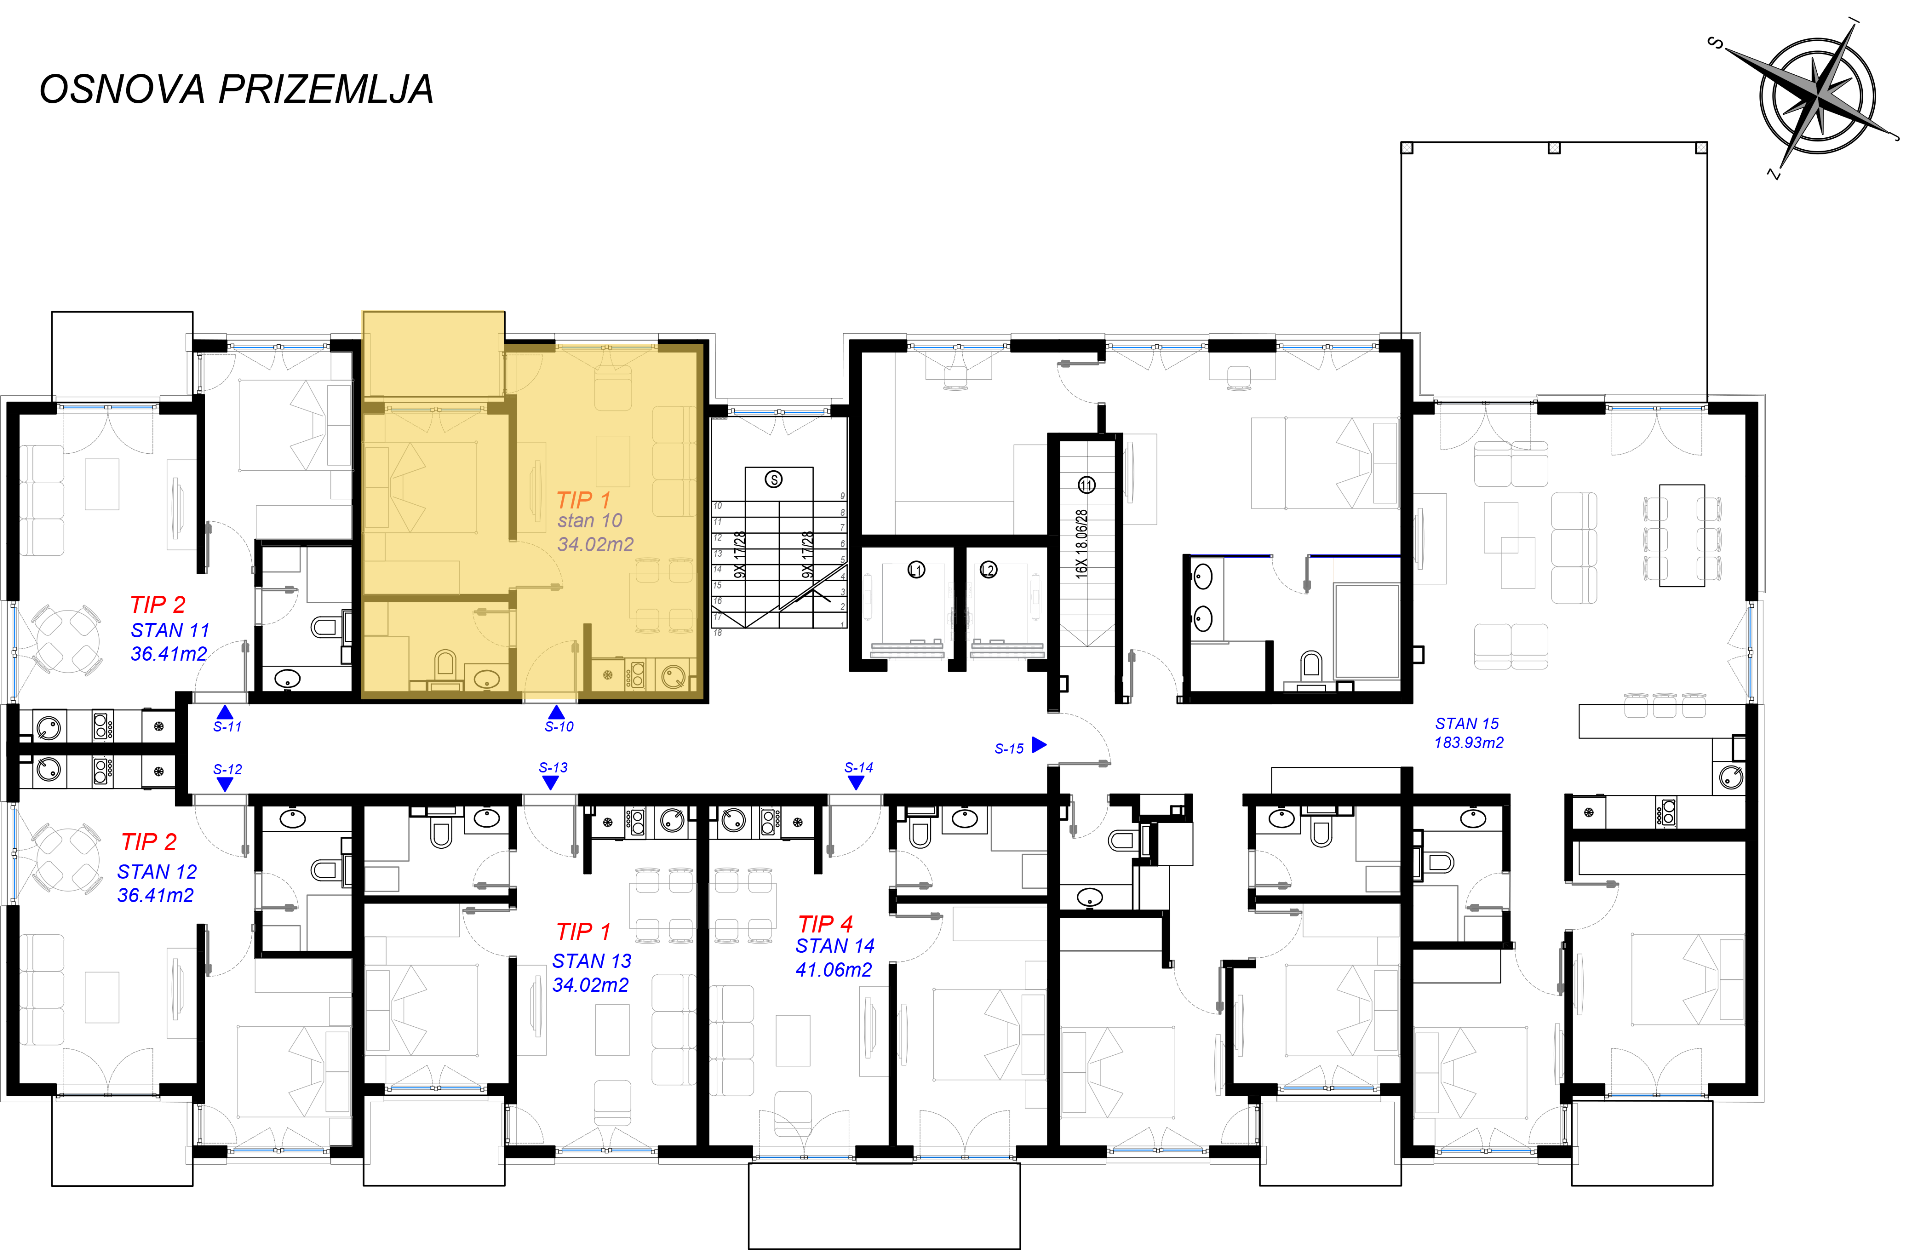 OSNOVA PRIZEMLJA
S
I
J
Z
TIP 1
stan 10
34.02m2
S
9X 17/28
9X 17/28
10
11
12
13
14
15
16
17
18
9
8
7
6
5
4
3
2
1
L1
L2
11
16X 18.06/28
TIP 2
STAN 11
36.41m2
S-11
S-10
S-15
STAN 15
183.93m2
S-12
S-13
S-14
TIP 2
STAN 12
36.41m2
TIP 1
STAN 13
34.02m2
TIP 4
STAN 14
41.06m2